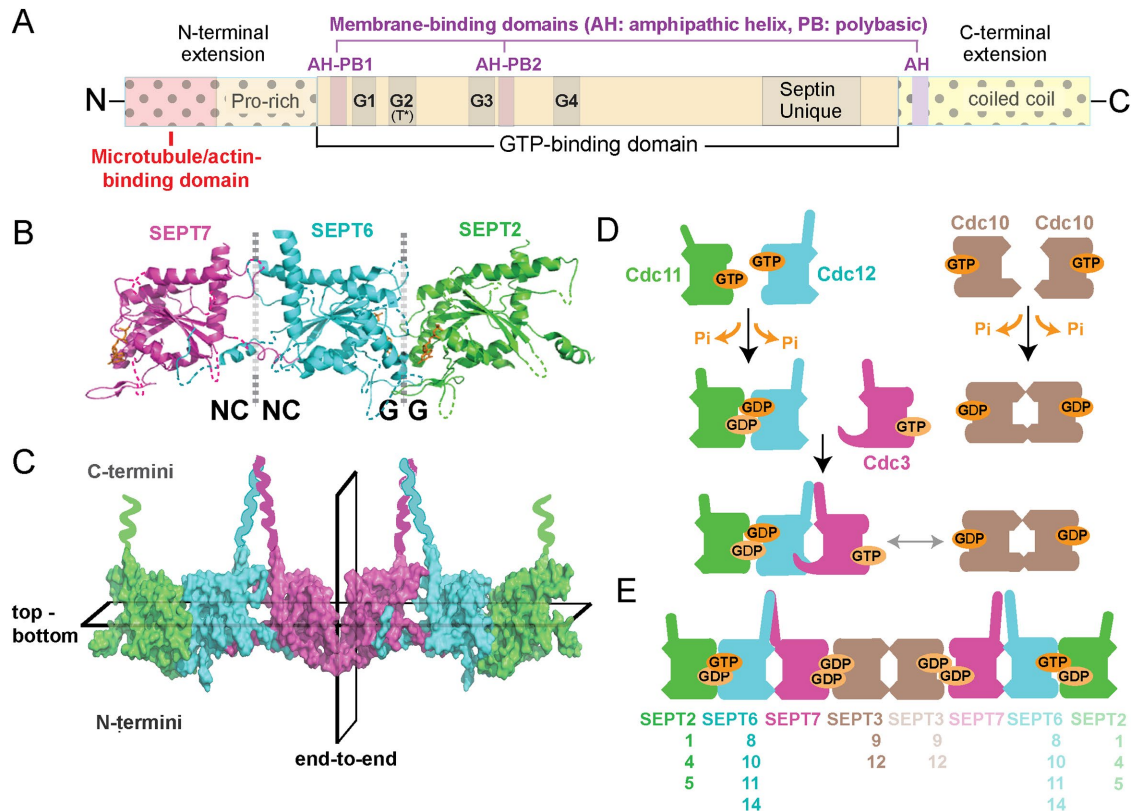 A
Membrane-binding domains (AH: amphipathic helix, PB: polybasic)
N-terminal
extension
C-terminal
extension
AH-PB1
AH-PB2
AH
N
Pro-rich
G1
G2
(T*)
G3
G4
Septin
Unique
coiled coil
C
GTP-binding domain
Microtubule/actin-
binding domain
B
SEPT7
SEPT6
SEPT2
NC
NC
G
G
C
C-termini
top -
bottom
N-termini
end-to-end
D
Cdc11
GTP
GTP
Cdc12
Cdc10
Cdc10
GTP
GTP
Pi
Pi
Pi
Pi
GDP
GDP
GTP
Cdc3
GDP
GDP
GDP
GDP
GTP
GDP
GDP
E
GTP
GDP
GDP
GDP
GDP
GDP
GTP
GDP
SEPT2 SEPT6 SEPT7 SEPT3 SEPT3 SEPT7 SEPT6 SEPT2
1 8 9 9 8 1
4 10 12 12 10 4
5 11 11 5
14 14